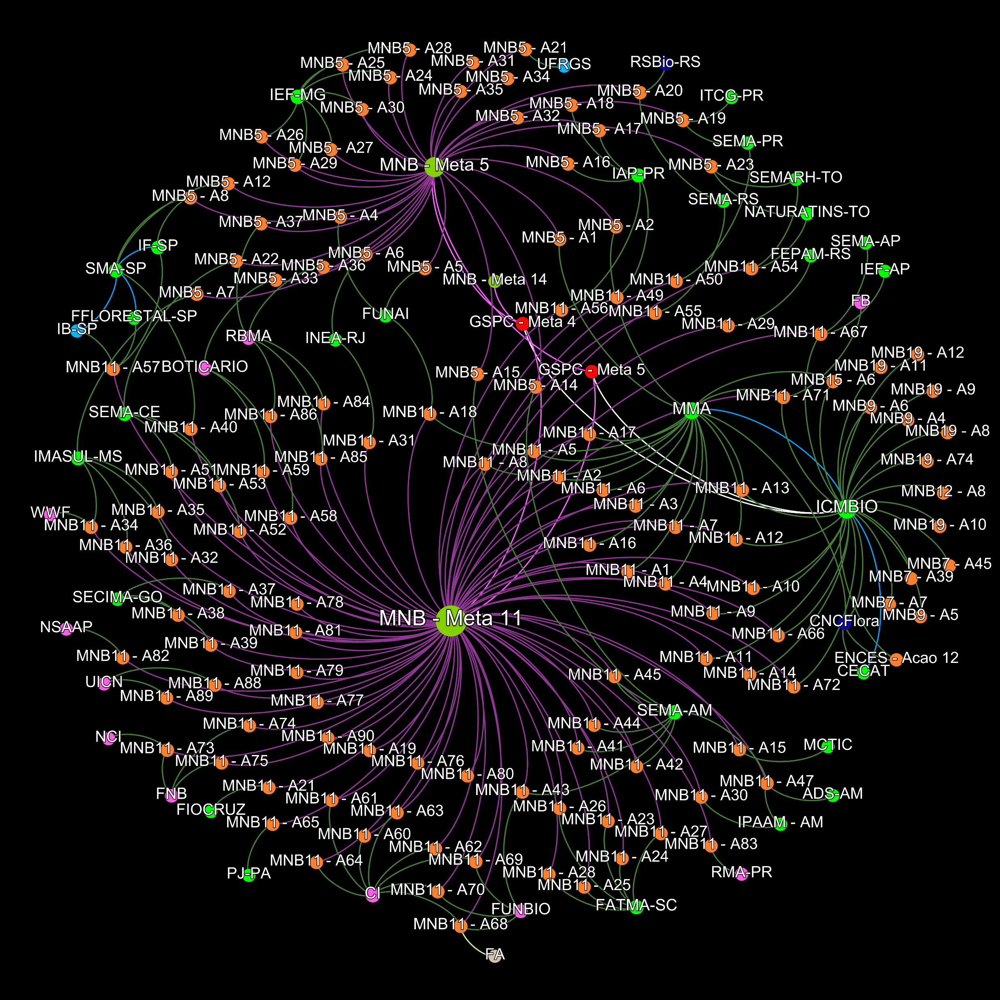 MNB5 - A28
MNB5 - A21
MNB5 - A25
MNB5 - A31
UFRGS
RSBio-RS
MNB5 - A24
MNB5 - A34
MNB5 - A35
MNB5 - A20
IEF-MG
ITCG-PR
MNB5 - A30
MNB5 - A18
MNB5 - A32
MNB5 - A19
MNB5 - A17
MNB5 - A26
SEMA-PR
MNB5 - A27
MNB5 - A29
MNB - Meta 5
MNB5 - A16
IAP-PR
MNB5 - A23
SEMARH-TO
MNB5 - A12
MNB5 - A8
SEMA-RS
NATURATINS-TO
MNB5 - A4
MNB5 - A37
MNB5 - A2
MNB5 - A1
SEMA-AP
IF-SP
MNB5 - A6
FEPAM-RS
MNB5 - A22
MNB5 - A36
MNB5 - A5
SMA-SP
MNB11 - A54
IEF-AP
MNB5 - A33
MNB - Meta 14
MNB11 - A50
MNB5 - A7
MNB11 - A49
FB
MNB11 - A56
MNB11 - A55
FFLORESTAL-SP
FUNAI
GSPC - Meta 4
MNB11 - A29
IB-SP
RBMA
INEA-RJ
MNB11 - A67
MNB19 - A12
MNB11 - A57
BOTICARIO
MNB5 - A15
GSPC - Meta 5
MNB19 - A11
MNB5 - A14
MNB15 - A6
MNB19 - A9
MNB11 - A71
MNB11 - A84
MNB9 - A6
SEMA-CE
MNB11 - A86
MNB11 - A18
MMA
MNB9 - A4
MNB11 - A40
MNB11 - A17
MNB19 - A8
MNB11 - A31
MNB11 - A5
IMASUL-MS
MNB11 - A85
MNB11 - A8
MNB19 - A74
MNB11 - A51
MNB11 - A59
MNB11 - A2
MNB11 - A53
MNB11 - A6
MNB11 - A13
MNB12 - A8
MNB11 - A3
ICMBIO
WWF
MNB11 - A35
MNB11 - A58
MNB11 - A34
MNB11 - A52
MNB11 - A7
MNB19 - A10
MNB11 - A12
MNB11 - A36
MNB11 - A16
MNB11 - A32
MNB7 - A45
MNB11 - A1
MNB7 - A39
MNB11 - A4
MNB11 - A10
MNB11 - A37
SECIMA-GO
MNB11 - A78
MNB7 - A7
MNB11 - A38
MNB11 - A9
MNB9 - A5
MNB - Meta 11
CNCFlora
NSAAP
MNB11 - A81
MNB11 - A66
MNB11 - A39
MNB11 - A82
MNB11 - A11
ENCES - Acao 12
MNB11 - A79
CECAT
MNB11 - A14
MNB11 - A45
UICN
MNB11 - A88
MNB11 - A72
MNB11 - A89
MNB11 - A77
SEMA-AM
MNB11 - A74
MNB11 - A44
NCI
MNB11 - A90
MNB11 - A73
MNB11 - A19
MNB11 - A41
MNB11 - A15
MCTIC
MNB11 - A75
MNB11 - A76
MNB11 - A42
MNB11 - A80
MNB11 - A21
MNB11 - A43
MNB11 - A47
FNB
MNB11 - A61
MNB11 - A30
ADS-AM
FIOCRUZ
MNB11 - A63
MNB11 - A26
MNB11 - A65
MNB11 - A23
IPAAM - AM
MNB11 - A60
MNB11 - A27
MNB11 - A62
MNB11 - A83
MNB11 - A64
MNB11 - A69
MNB11 - A24
PJ-PA
MNB11 - A28
RMA-PR
MNB11 - A25
CI
MNB11 - A70
FUNBIO
FATMA-SC
MNB11 - A68
FA